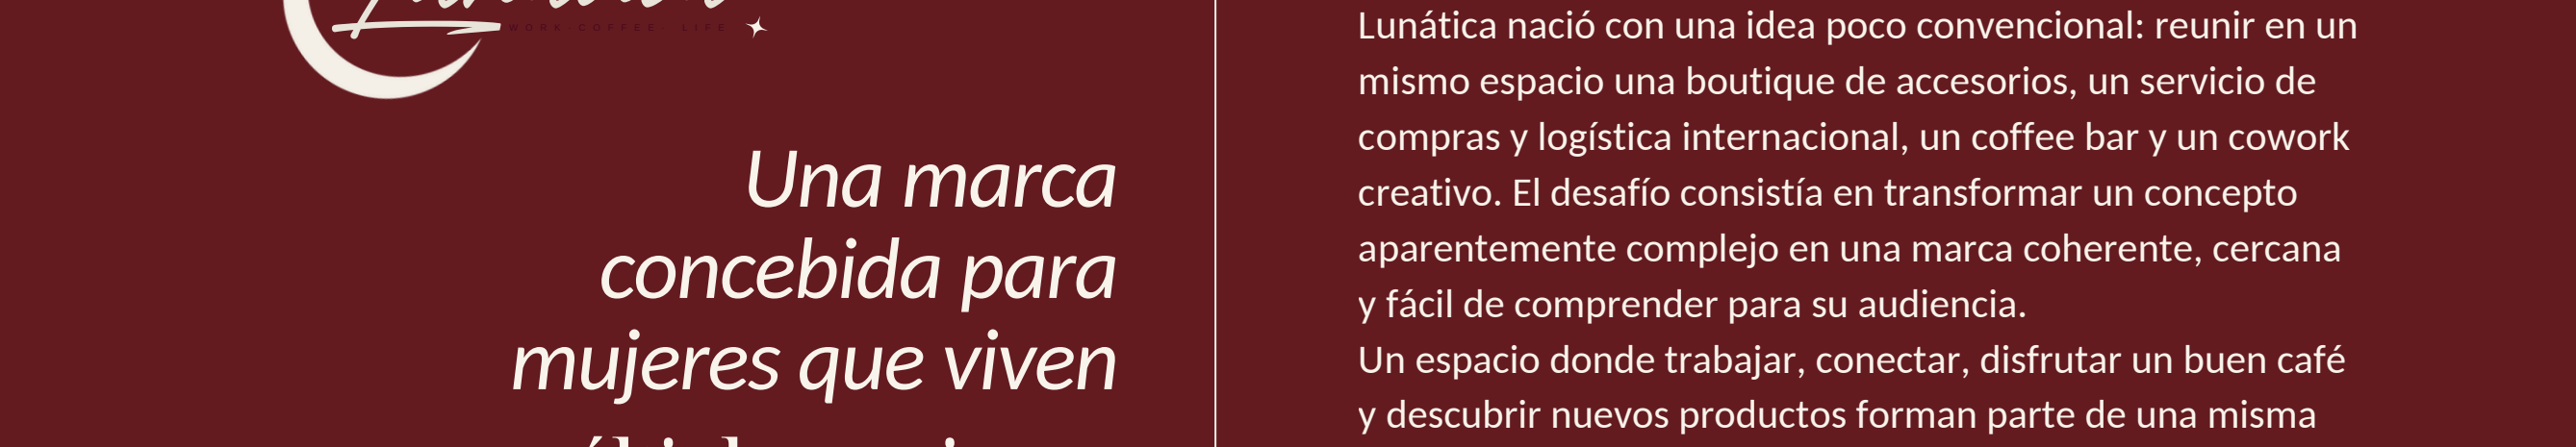 WORK·COFFEE· LIFE
Una marca
concebida para
mujeres que viven
Lunática nació con una idea poco convencional: reunir en un
mismo espacio una boutique de accesorios, un servicio de
compras y logística internacional, un coffee bar y un cowork
creativo. El desafío consistía en transformar un concepto
aparentemente complejo en una marca coherente, cercana
y fácil de comprender para su audiencia.
Un espacio donde trabajar, conectar, disfrutar un buen café
y descubrir nuevos productos forman parte de una misma